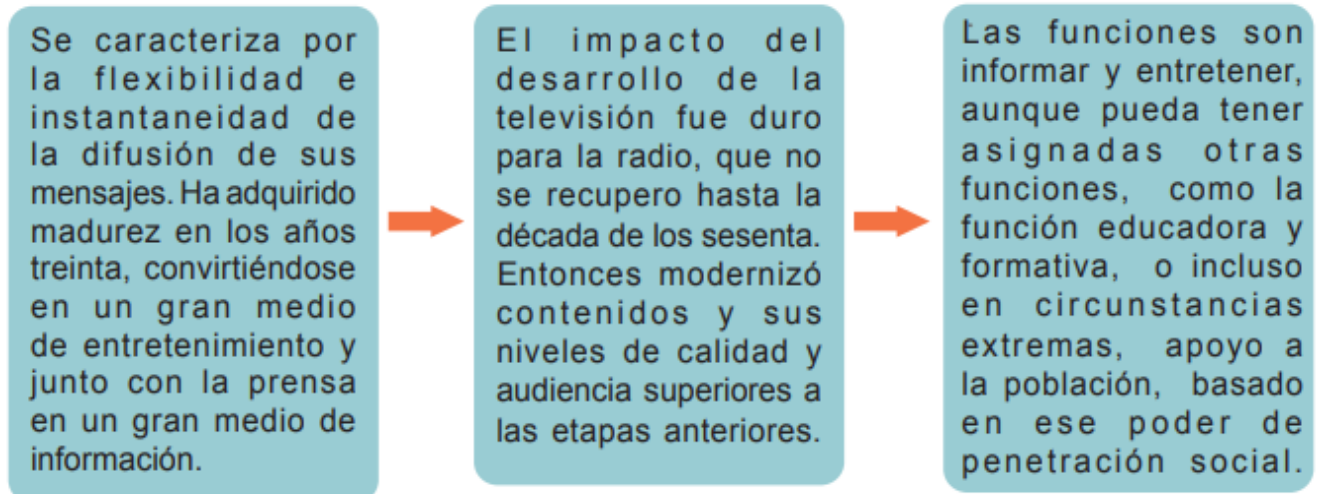 Se caracteriza por
la flexibilidad e
instantaneidad de
la difusión de sus
mensajes. Ha adquirido
madurez en los años
treinta, convirtiéndose
en un gran medio
de entretenimiento y
junto con la prensa
en un gran medio de
información.
El impacto del
desarrollo de la
televisión fue duro
para la radio, que no
se recupero hasta la
década de los sesenta.
Entonces modernizó
contenidos y sus
niveles de calidad y
audiencia superiores a
las etapas anteriores.
Las funciones son
informar y entretener,
aunque pueda tener
asignadas otras
funciones, como la
función educadora y
formativa, o incluso
en circunstancias
extremas, apoyo a
la población, basado
en ese poder de
penetración social.